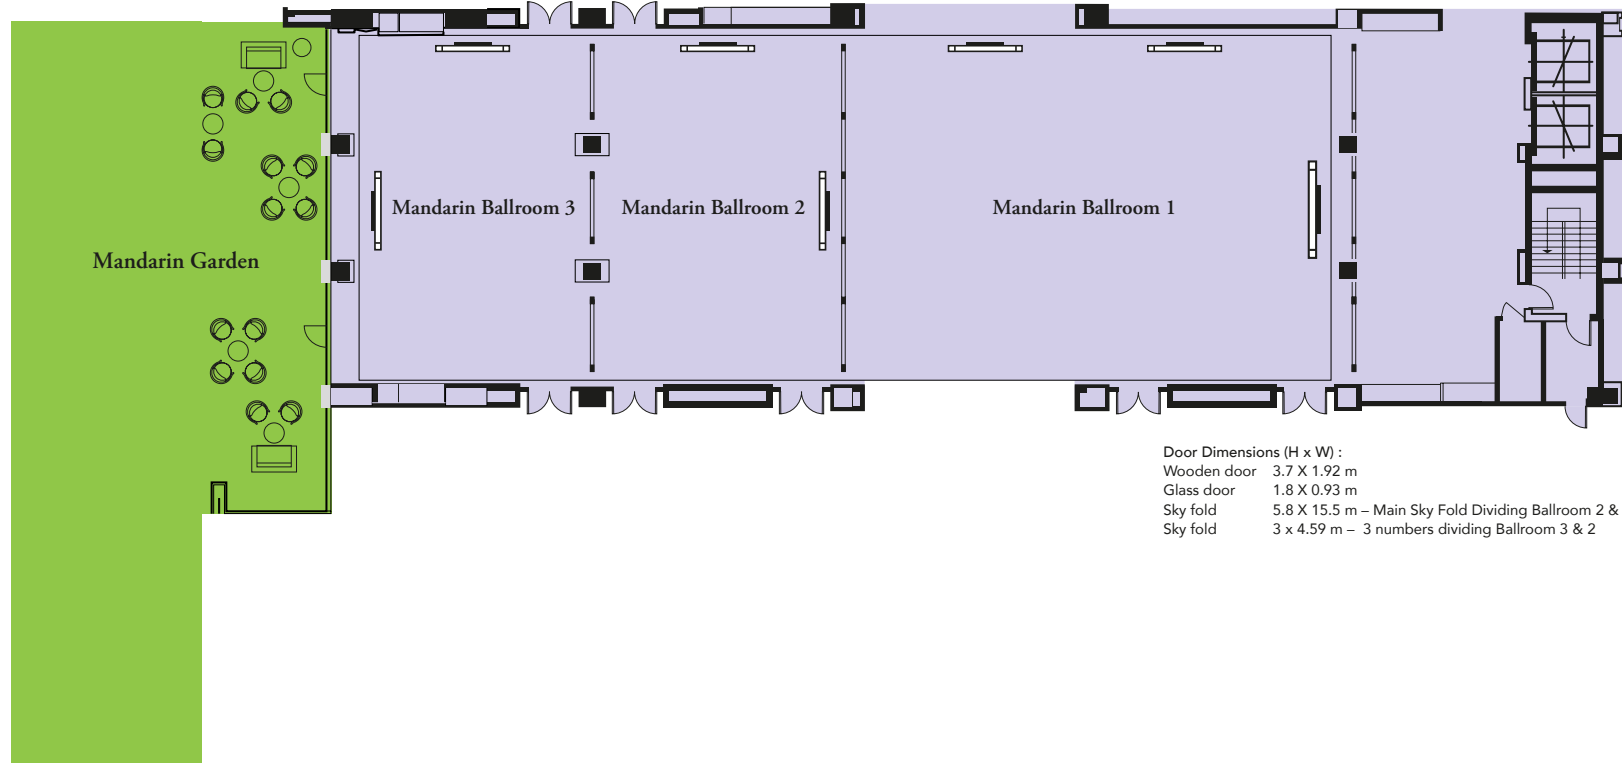 Mandarin Ballroom 3
Mandarin Ballroom 2
Mandarin Ballroom 1
Mandarin Garden
Door Dimensions (H x W) :
Wooden door 3.7 X 1.92 m
Glass door 1.8 X 0.93 m
Sky fold 5.8 X 15.5 m – Main Sky Fold Dividing Ballroom 2 &
Sky fold 3 x 4.59 m – 3 numbers dividing Ballroom 3 & 2